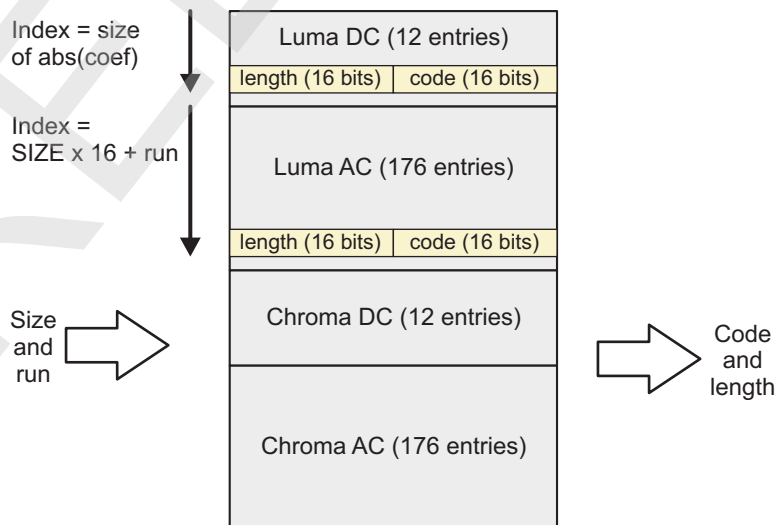 Index = size
of abs(coef)
Luma DC (12 entries)
length (16 bits) code (16 bits)
Index =
SIZE x 16 + run
Luma AC (176 entries)
length (16 bits) code (16 bits)
Size
and
run
Chroma DC (12 entries)
Code
and
length
Chroma AC (176 entries)